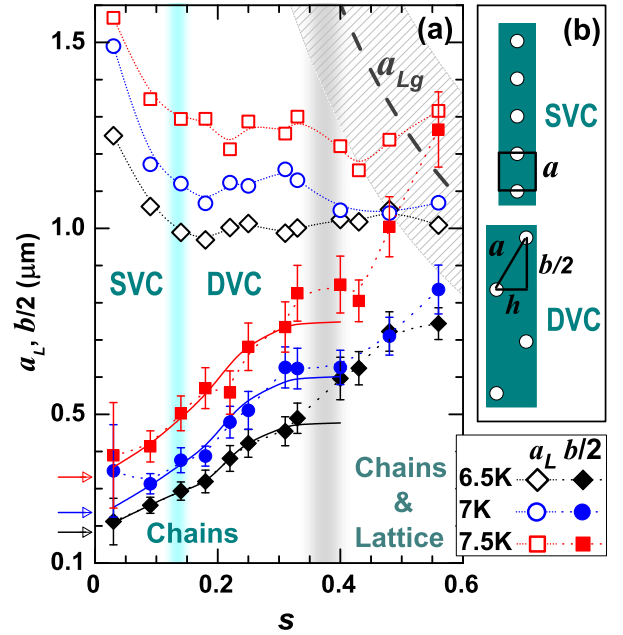 (a)
(b)
1.5
1.0
0.5
0.1
a_L, b/2 (μm)
a_Lg
SVC
DVC
Chains
Chains
&
Lattice
0
0.2
0.4
0.6
s
SVC
a
a
b/2
h
DVC
a_L b/2
6.5K
7K
7.5K